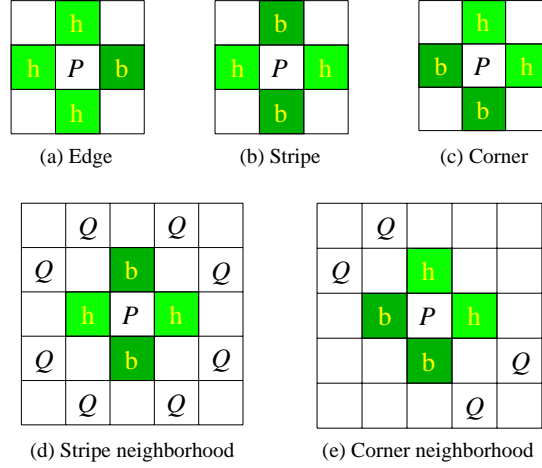 h b h
h P b h P h b P h
h b b
(a) Edge (b) Stripe (c) Corner
Q Q Q
Q b Q Q h
h P h b P h
Q b Q b Q
Q Q Q
(d) Stripe neighborhood (e) Corner neighborhood